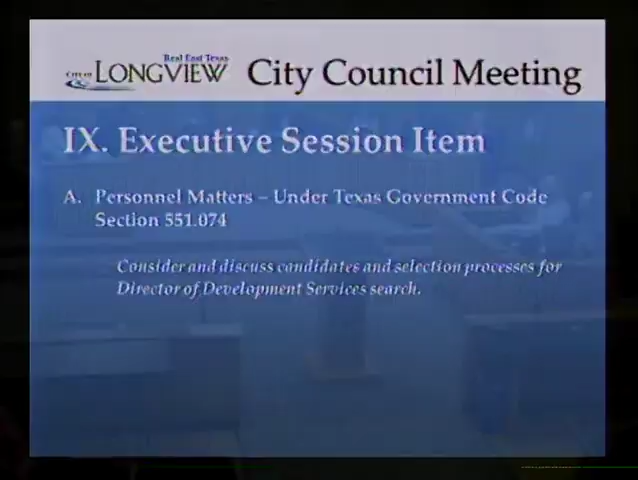 Real East Texas
CITY OF LONGVIEW City Council Meeting
IX. Executive Session Item
A. Personnel Matters – Under Texas Government Code
Section 551.074
Consider and discuss candidates and selection processes for
Director of Development Services search.